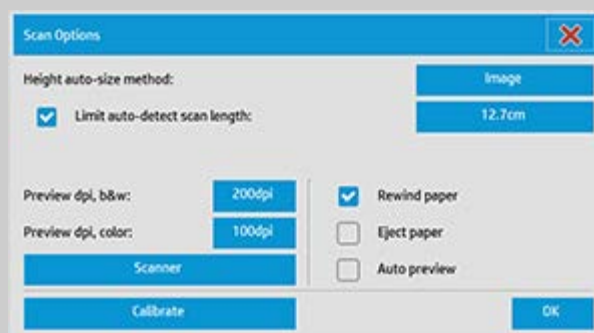 Scan Options
Height auto-size method: Image
Limit auto-detect scan length: 12.7cm
Preview dpi, b&w: 200dpi
Rewind paper
Preview dpi, color: 100dpi
Eject paper
Scanner
Auto preview
Calibrate
OK